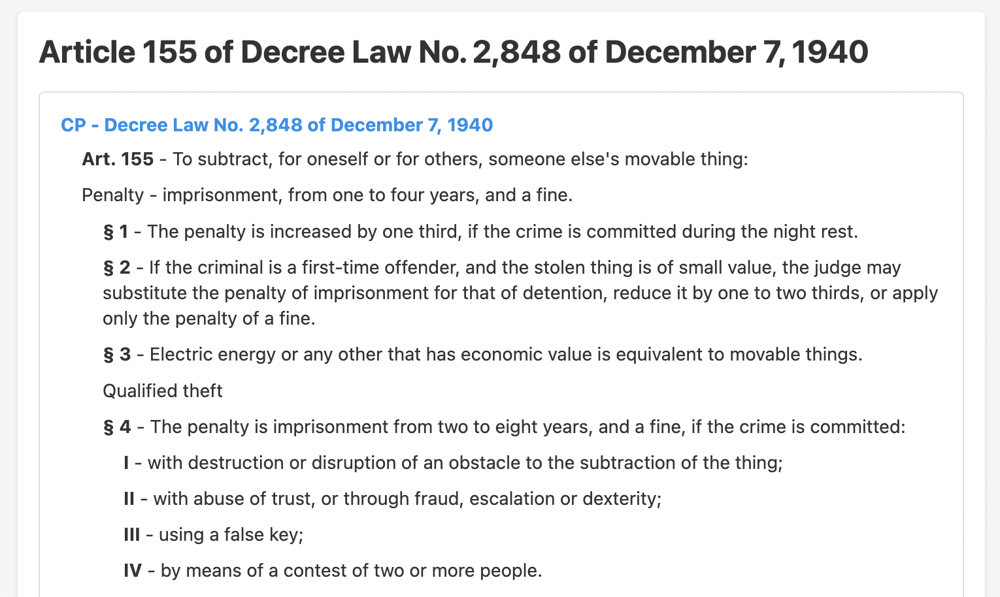 Article 155 of Decree Law No. 2,848 of December 7, 1940
CP - Decree Law No. 2,848 of December 7, 1940
Art. 155 - To subtract, for oneself or for others, someone else's movable thing:
Penalty - imprisonment, from one to four years, and a fine.
§ 1 - The penalty is increased by one third, if the crime is committed during the night rest.
§ 2 - If the criminal is a first-time offender, and the stolen thing is of small value, the judge may
substitute the penalty of imprisonment for that of detention, reduce it by one to two thirds, or apply
only the penalty of a fine.
§ 3 - Electric energy or any other that has economic value is equivalent to movable things.
Qualified theft
§ 4 - The penalty is imprisonment from two to eight years, and a fine, if the crime is committed:
I - with destruction or disruption of an obstacle to the subtraction of the thing;
II - with abuse of trust, or through fraud, escalation or dexterity;
III - using a false key;
IV - by means of a contest of two or more people.